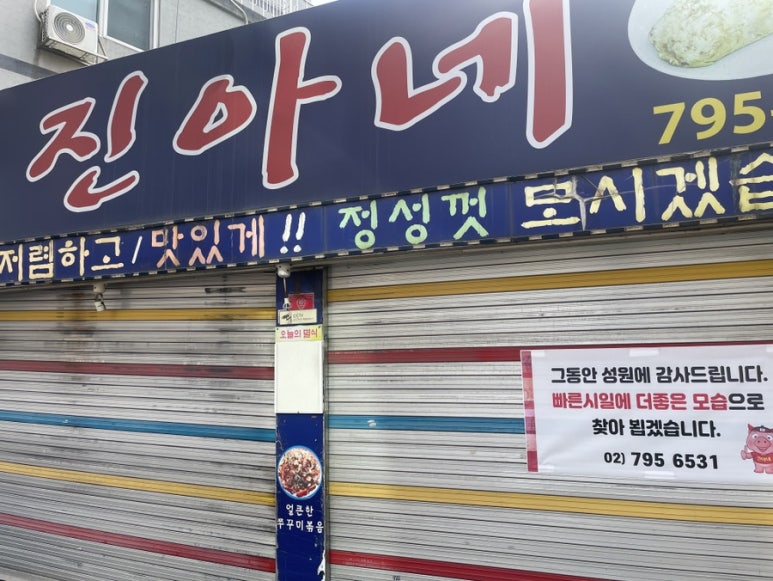 진아네
795-
저렴하고/맛있게!! 정성껏 모시겠습
오늘의 별식
얼큰한
쭈꾸미볶음
그동안 성원에 감사드립니다.
빠른시일에 더좋은 모습으로
찾아 뵙겠습니다.
02) 795 6531